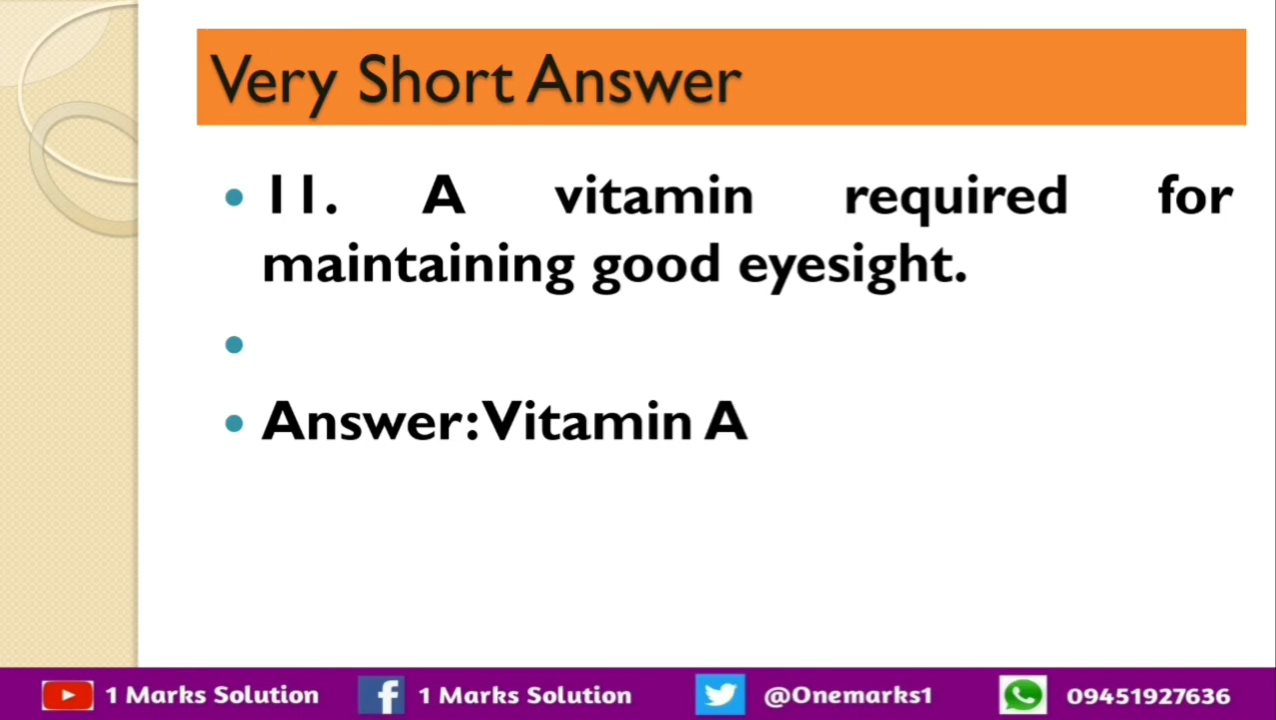 Very Short Answer
11. A vitamin required for
maintaining good eyesight.
Answer: Vitamin A
1 Marks Solution 1 Marks Solution @Onemarks1 09451927636